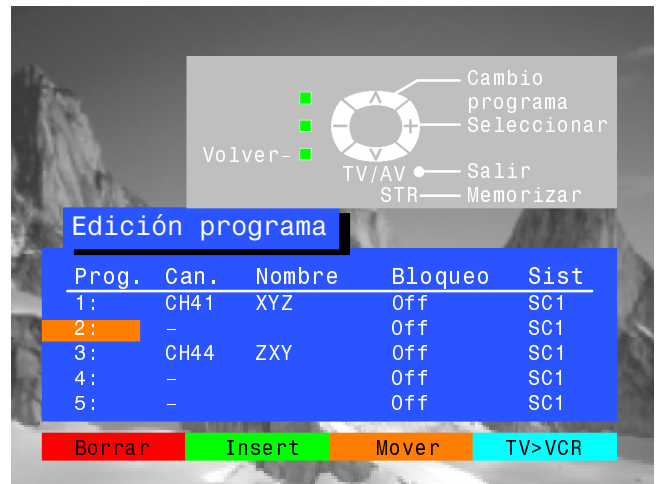 Cambio
programa
Seleccionar
Volver-
TV/AV Salir
STR Memorizar
Edición programa
Prog. Can. Nombre Bloqueo Sist
1: CH41 XYZ Off SC1
2: - Off SC1
3: CH44 ZXY Off SC1
4: - Off SC1
5: - Off SC1
Borrar Insert Mover TV>VCR